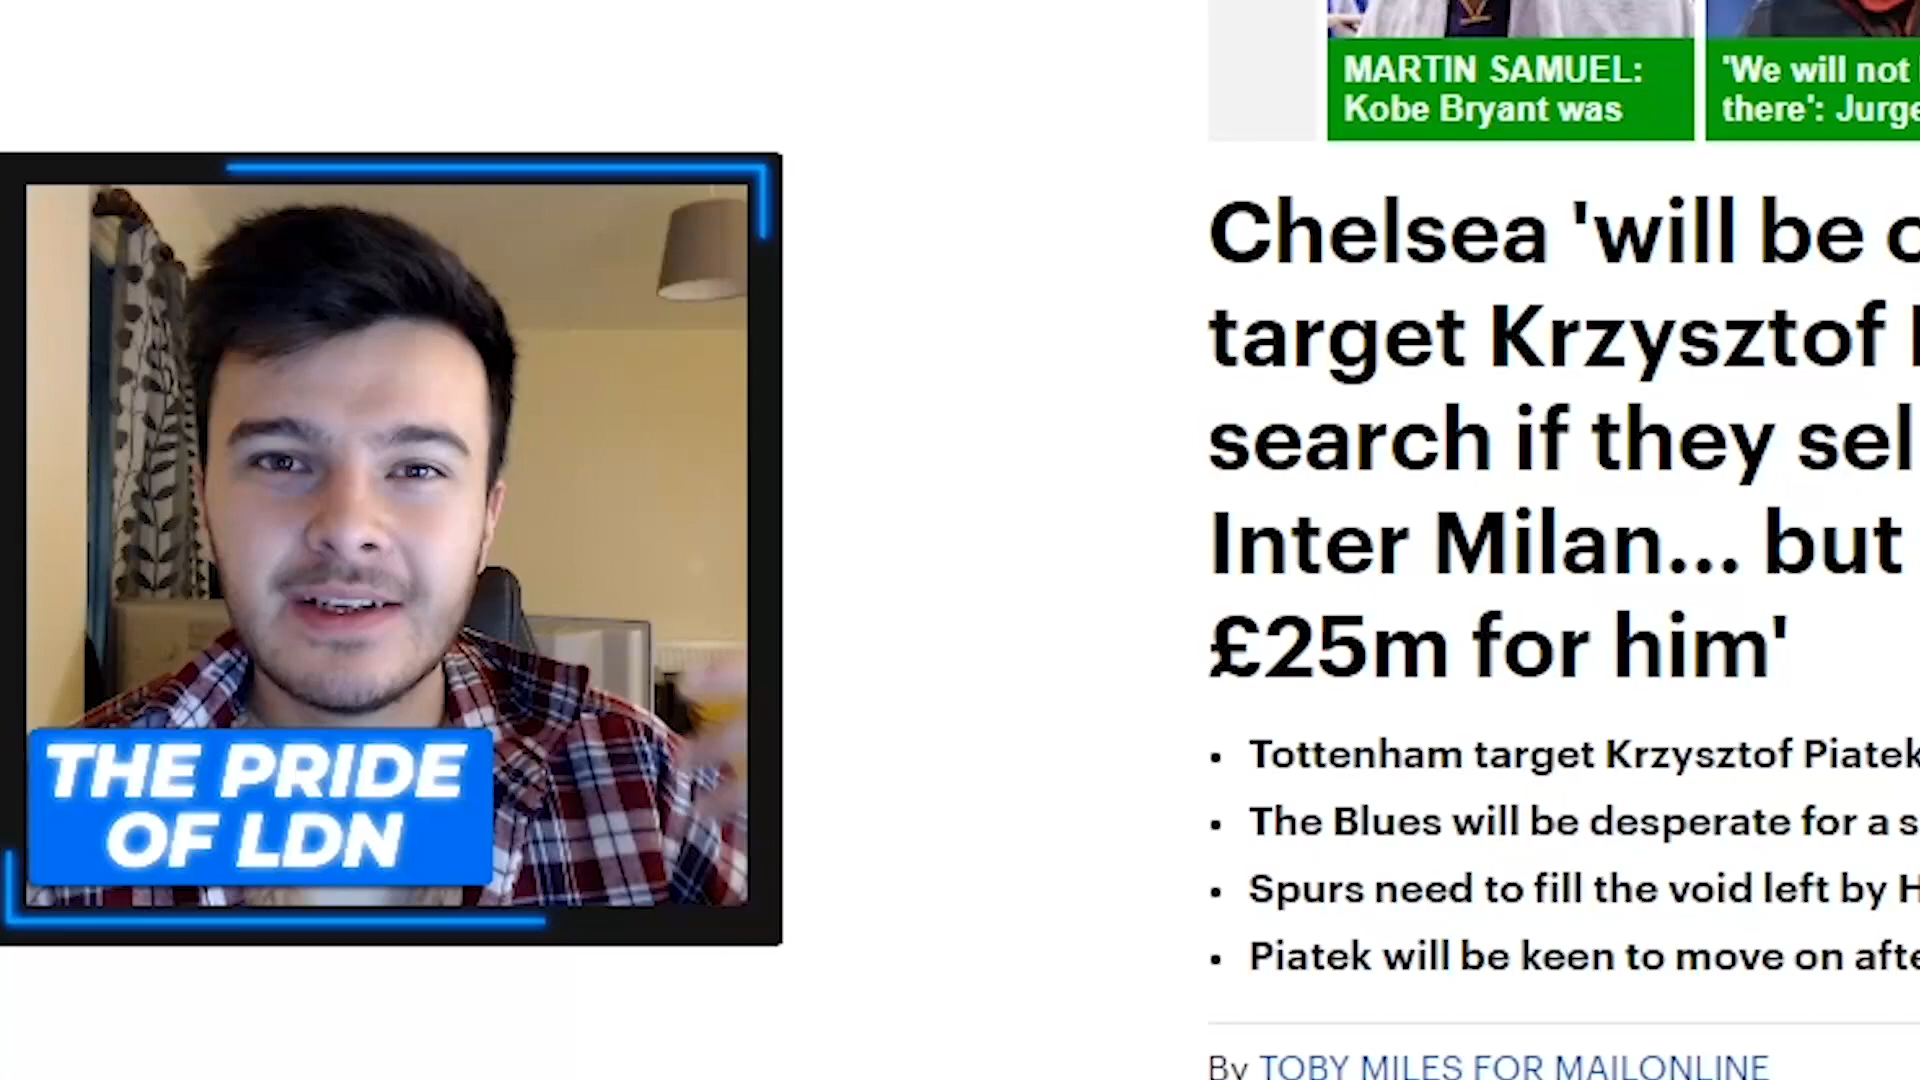 MARTIN SAMUEL:
Kobe Bryant was
'We will not
there': Jurge
Chelsea 'will be
target Krzysztof
search if they sel
Inter Milan... but
£25m for him'
• Tottenham target Krzysztof Piatek
• The Blues will be desperate for a s
• Spurs need to fill the void left by H
• Piatek will be keen to move on afte
By TOBY MILES FOR MAILONLINE
THE PRIDE
OF LDN